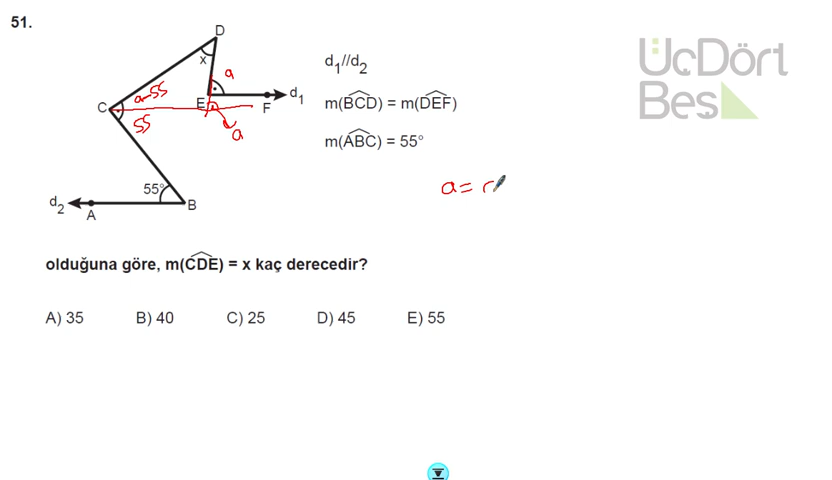 51.
D
x
a
d1//d2
ÜçDört
Bes
a-55
d1
E
F
m(BCD) = m(DEF)
C
55
a
m(ABC) = 55°
a=
55°
d2
A
B
olduğuna göre, m(CDE) = x kaç derecedir?
A) 35 B) 40 C) 25 D) 45 E) 55